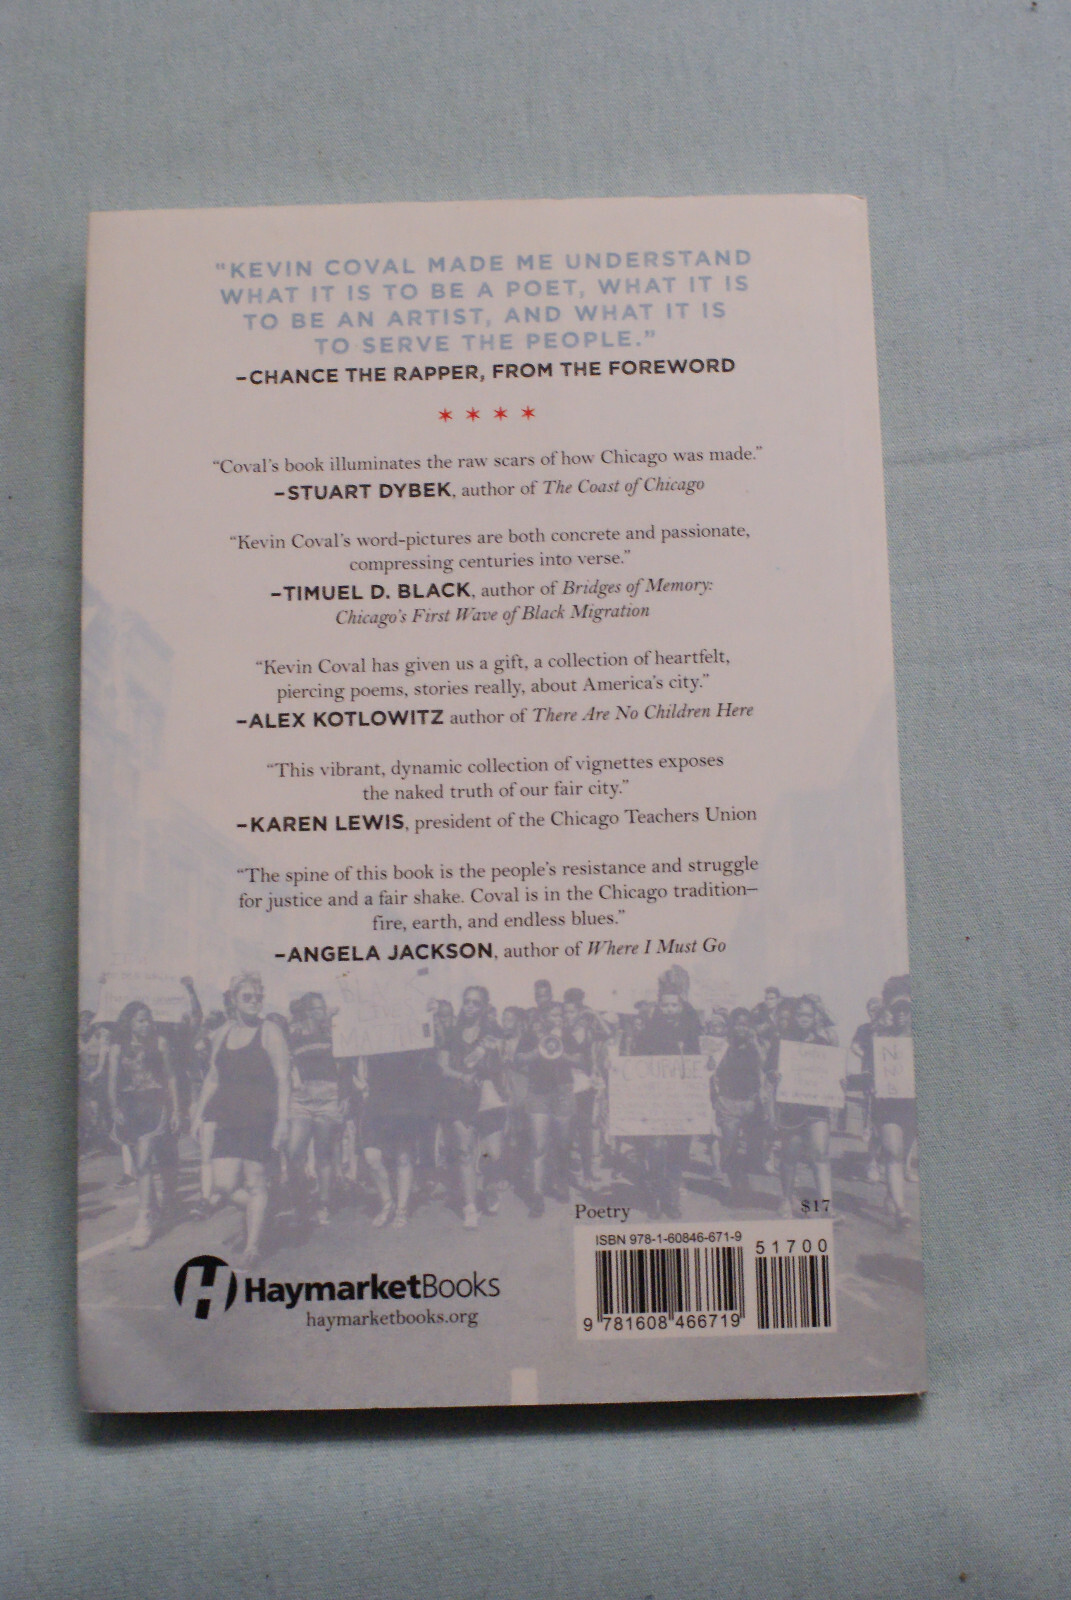 "KEVIN COVAL MADE ME UNDERSTAND
WHAT IT IS TO BE A POET, WHAT IT IS
TO BE AN ARTIST, AND WHAT IT IS
TO SERVE THE PEOPLE."
–CHANCE THE RAPPER, FROM THE FOREWORD
"Coval's book illuminates the raw scars of how Chicago was made."
–STUART DYBEK, author of The Coast of Chicago
"Kevin Coval's word-pictures are both concrete and passionate,
compressing centuries into verse."
–TIMUEL D. BLACK, author of Bridges of Memory:
Chicago's First Wave of Black Migration
"Kevin Coval has given us a gift, a collection of heartfelt,
piercing poems, stories really, about America's city."
–ALEX KOTLOWITZ author of There Are No Children Here
"This vibrant, dynamic collection of vignettes exposes
the naked truth of our fair city."
–KAREN LEWIS, president of the Chicago Teachers Union
"The spine of this book is the people's resistance and struggle
for justice and a fair shake. Coval is in the Chicago tradition—
fire, earth, and endless blues."
–ANGELA JACKSON, author of Where I Must Go
BLACK
LIVES
MATTER
COURAGE
Poetry
$17
ISBN 978-1-60846-671-9
51700
9 781608 466719
HaymarketBooks
haymarketbooks.org